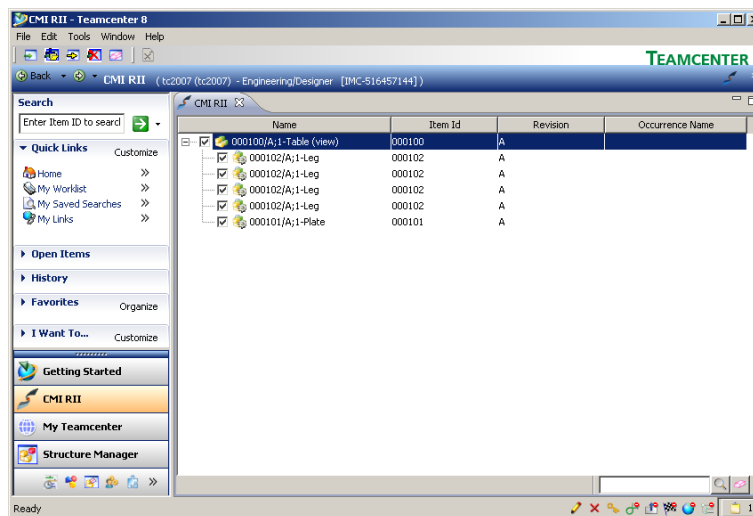 CMI RII - Teamcenter 8
File Edit Tools Window Help
TEAMCENTER
Back CMI RII ( tc2007 (tc2007) - Engineering/Designer [IMC-516457144] )
Search
CMI RII
Enter Item ID to searcl
Name Item Id Revision Occurrence Name
000100/A;1-Table (view) 000100 A
Quick Links Customize
000102/A;1-Leg 000102 A
Home
000102/A;1-Leg 000102 A
My Worklist
000102/A;1-Leg 000102 A
My Saved Searches
000102/A;1-Leg 000102 A
My Links
000101/A;1-Plate 000101 A
Open Items
History
Favorites Organize
I Want To... Customize
Getting Started
CMI RII
My Teamcenter
Structure Manager
Ready
1